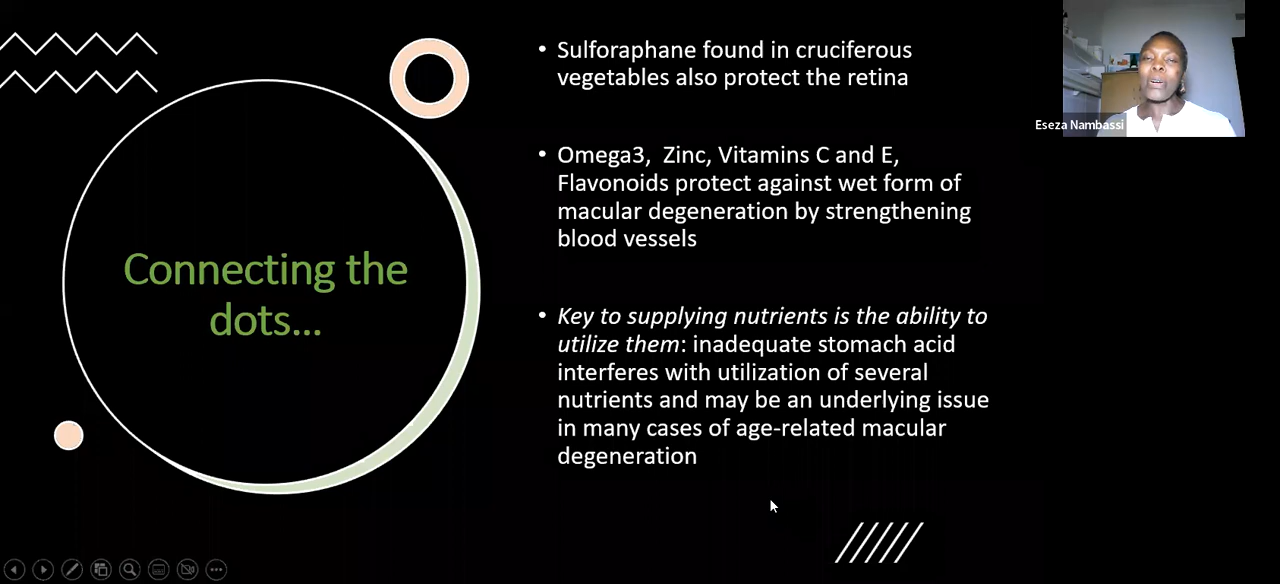 Connecting the
dots...
• Sulforaphane found in cruciferous
vegetables also protect the retina
• Omega3,  Zinc, Vitamins C and E,
Flavonoids protect against wet form of
macular degeneration by strengthening
blood vessels
• Key to supplying nutrients is the ability to
utilize them: inadequate stomach acid
interferes with utilization of several
nutrients and may be an underlying issue
in many cases of age-related macular
degeneration
Eseza Nambassi